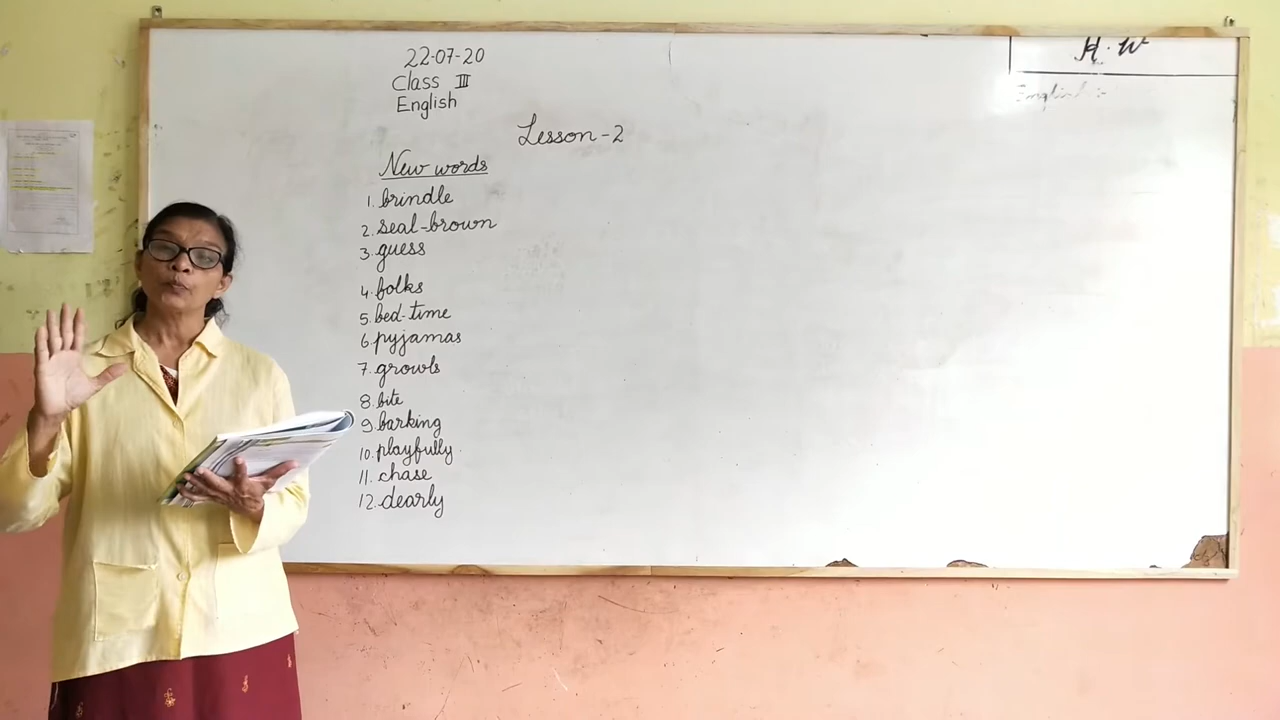 22-07-20
Class III
English
H.W
English :-
Lesson-2
New words
1. brindle
2. seal-brown
3. guess
4. folks
5. bed-time
6. pyjamas
7. growls
8. bite
9. barking
10. playfully
11. chase
12. dearly